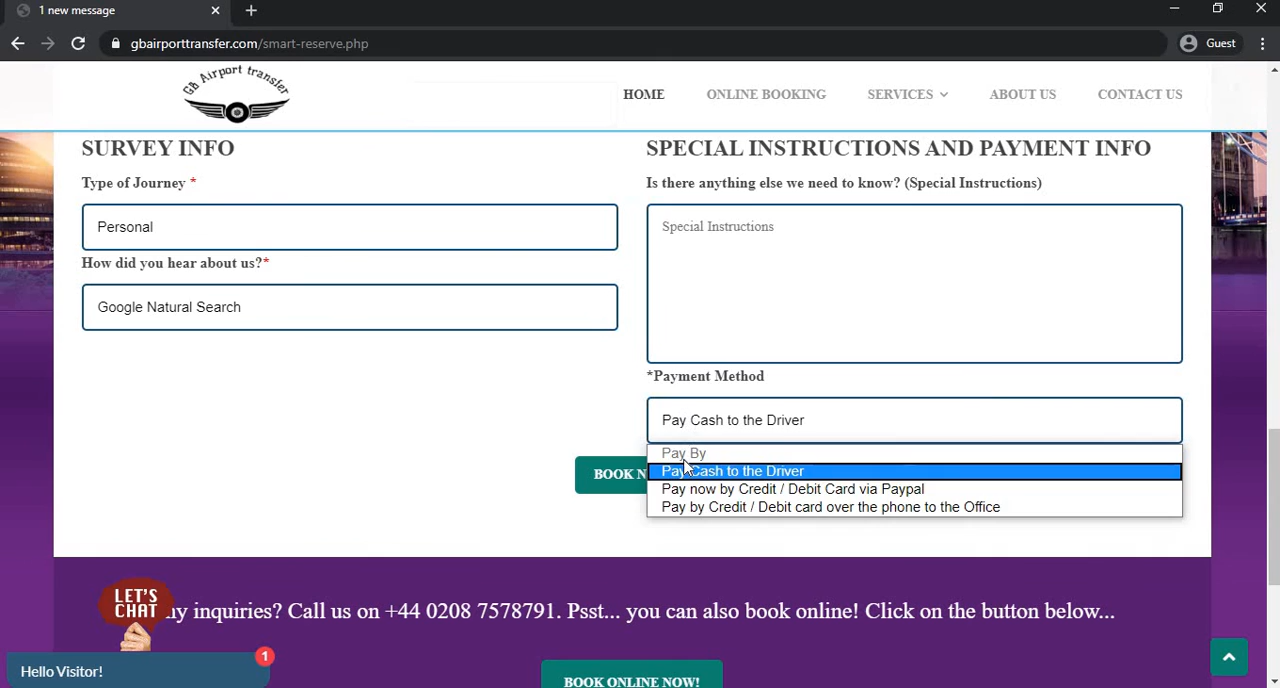 1 new message
gbairporttransfer.com/smart-reserve.php
Guest
Gb Airport transfer
HOME
ONLINE BOOKING
SERVICES
ABOUT US
CONTACT US
SURVEY INFO
Type of Journey *
Personal
How did you hear about us?*
Google Natural Search
SPECIAL INSTRUCTIONS AND PAYMENT INFO
Is there anything else we need to know? (Special Instructions)
Special Instructions
*Payment Method
Pay Cash to the Driver
Pay By
Pay Cash to the Driver
Pay now by Credit / Debit Card via Paypal
Pay by Credit / Debit card over the phone to the Office
BOOK N
LET'S
CHAT
y inquiries? Call us on +44 0208 7578791. Psst... you can also book online! Click on the button below...
Hello Visitor!
1
BOOK ONLINE NOW!